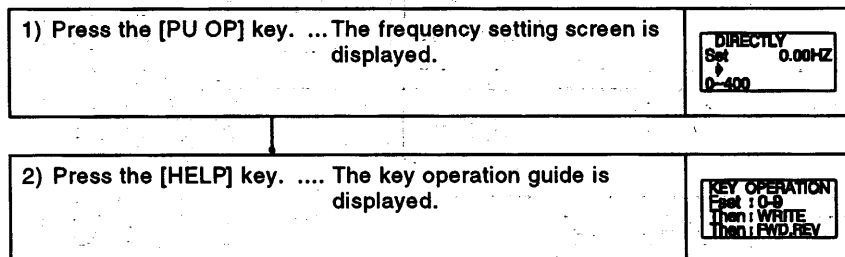 1) Press the [PU OP] key. ... The frequency setting screen is
displayed.
DIRECTLY
Set 0.00HZ
0~400
2) Press the [HELP] key. .... The key operation guide is
displayed.
KEY OPERATION
Fast : 0-9
Then : WRITE
Then : FWD.REV